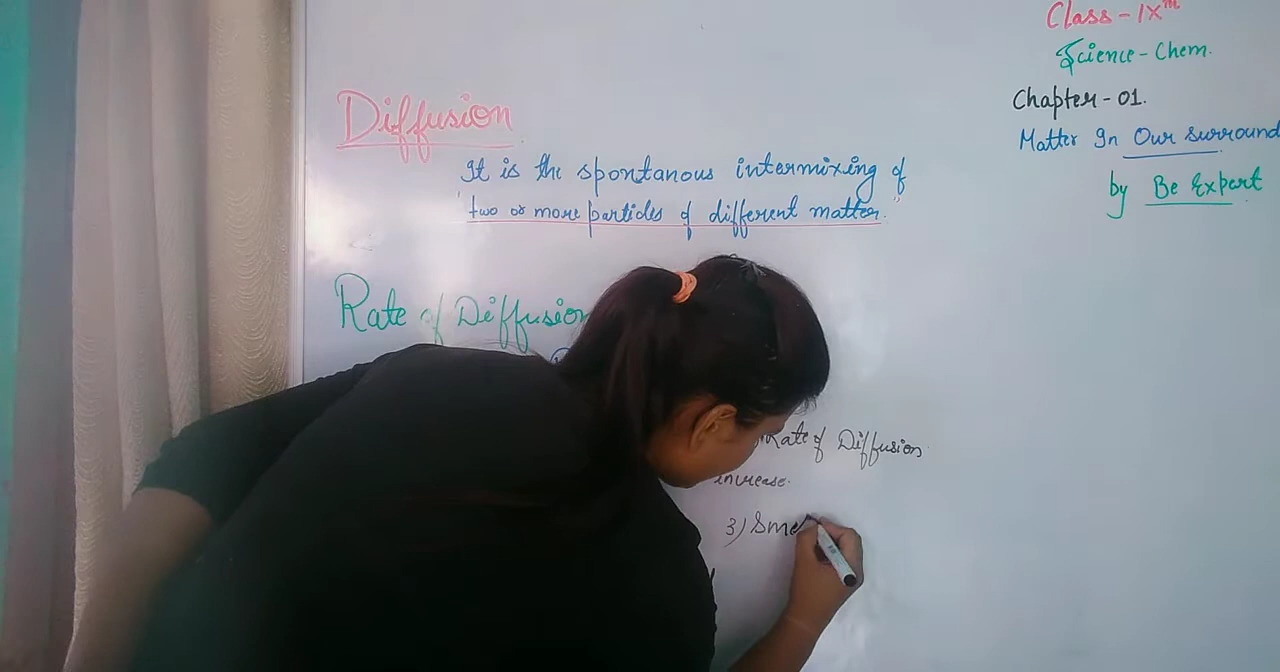 Class - IXth
Science - Chem.
Chapter - 01.
Matter In Our Surround
by Be Expert
Diffusion
It is the spontanous intermixing of
"two or more particles of different matter."
Rate of Diffusion
Rate of Diffusion
increase.
3)